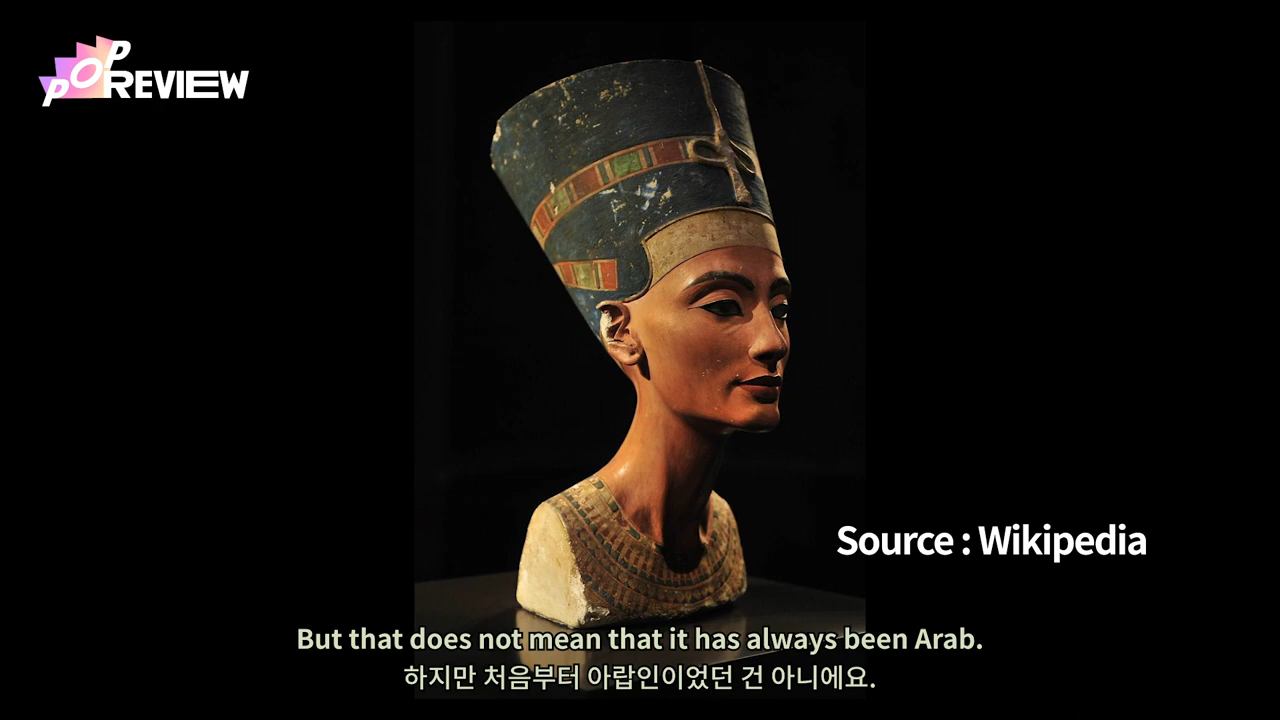 POP REVIEW
Source : Wikipedia
But that does not mean that it has always been Arab.
하지만 처음부터 아랍인이었던 건 아니에요.